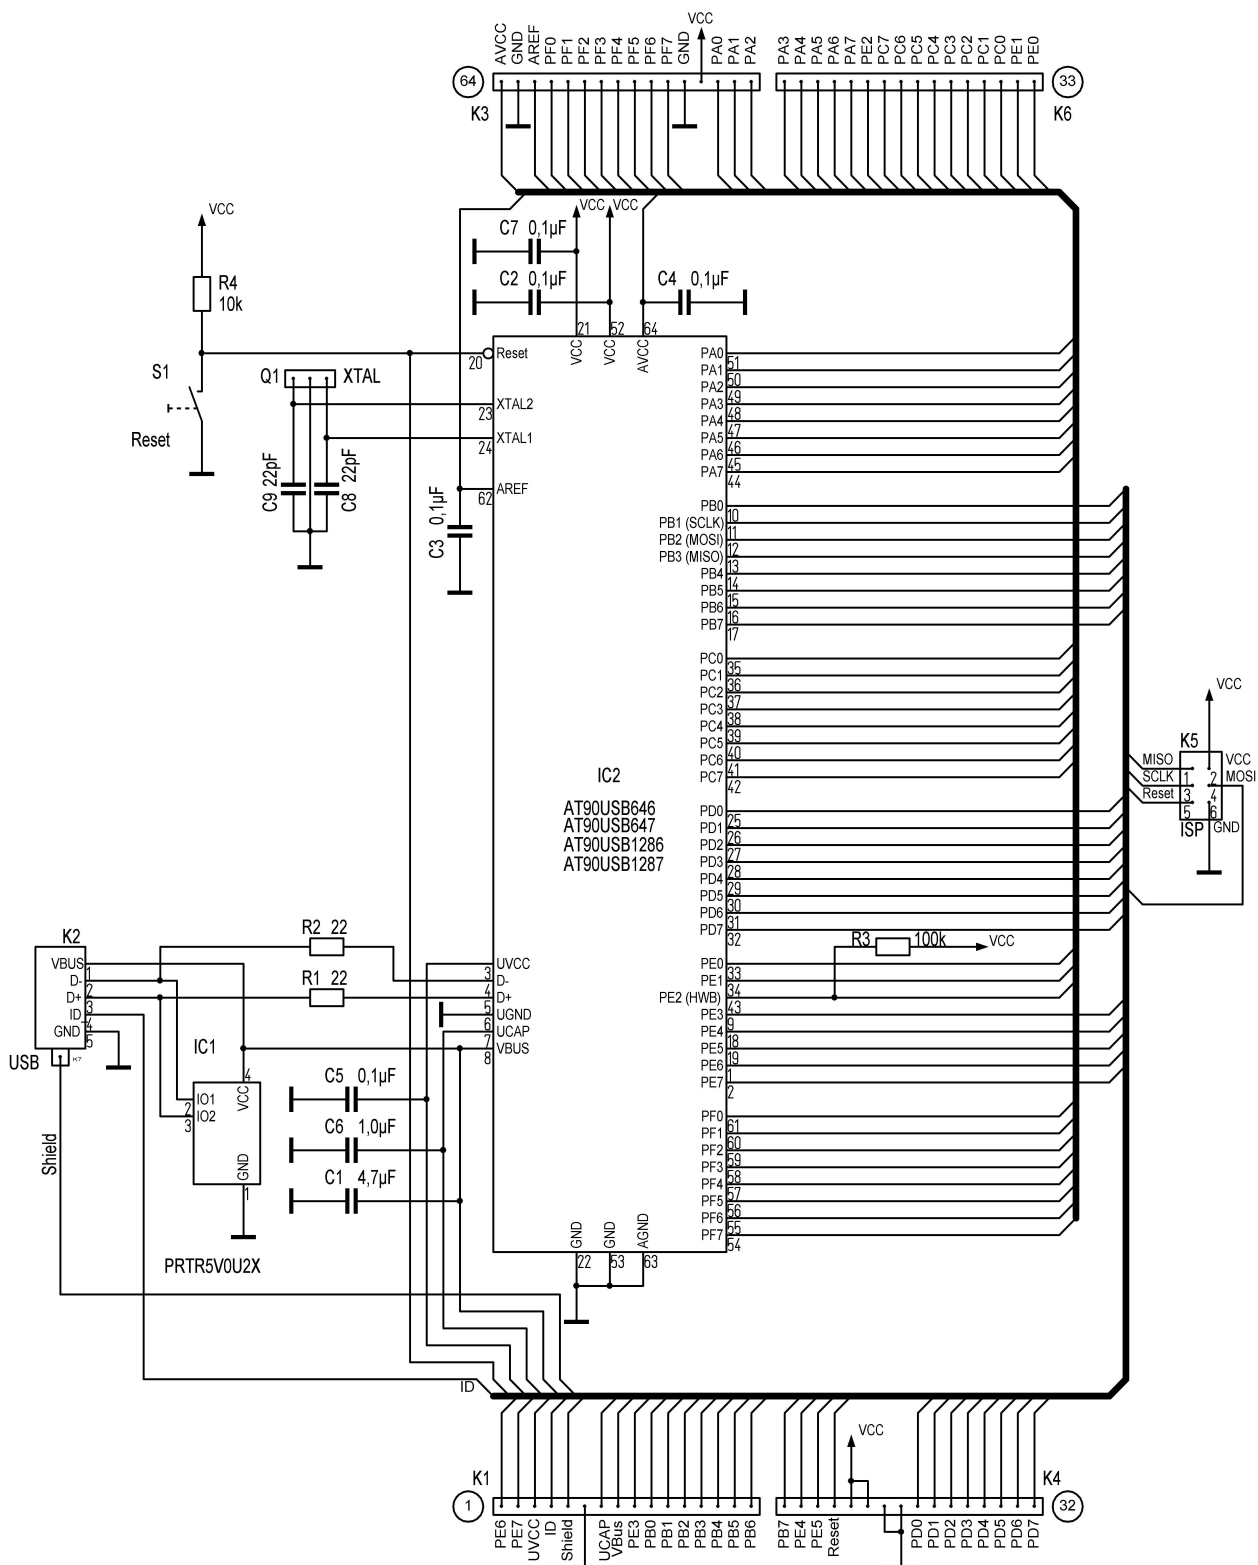 AVCC
GND
AREF
PF0
PF1
PF2
PF3
PF4
PF5
PF6
PF7
GND
VCC
PA0
PA1
PA2
PA3
PA4
PA5
PA6
PA7
PE2
PC7
PC6
PC5
PC4
PC3
PC2
PC1
PC0
PE1
PE0
64
K3
33
K6
VCC
R4
10k
S1
Reset
C7 0,1µF
VCC
VCC
C2 0,1µF
C4 0,1µF
21
52
64
VCC
VCC
AVCC
Q1
XTAL
20
Reset
23
XTAL2
24
XTAL1
62
AREF
C9 22pF
C8 22pF
C3 0,1µF
PA0
51
PA1
50
PA2
49
PA3
48
PA4
47
PA5
46
PA6
45
PA7
44
PB0
10
PB1 (SCLK)
11
PB2 (MOSI)
12
PB3 (MISO)
13
PB4
14
PB5
15
PB6
16
PB7
17
PC0
35
PC1
36
PC2
37
PC3
38
PC4
39
PC5
40
PC6
41
PC7
42
IC2
AT90USB646
AT90USB647
AT90USB1286
AT90USB1287
VCC
K5
MISO
VCC
1
2
SCLK
MOSI
3
4
Reset
5
6
ISP
GND
PD0
25
PD1
26
PD2
27
PD3
28
PD4
29
PD5
30
PD6
31
PD7
32
R3
100k
VCC
PE0
33
PE1
34
PE2 (HWB)
43
PE3
9
PE4
18
PE5
19
PE6
1
PE7
2
PF0
61
PF1
60
PF2
59
PF3
58
PF4
57
PF5
56
PF6
55
PF7
54
K2
VBUS
1
D-
2
D+
3
ID
4
GND
5
USB
K7
Shield
R2 22
R1 22
UVCC
3
D-
4
D+
5
UGND
6
UCAP
7
VBUS
8
IC1
4
VCC
IO1
2
IO2
3
GND
1
PRTR5V0U2X
C5 0,1µF
C6 1,0µF
C1 4,7µF
GND
GND
AGND
22
53
63
ID
K1
1
PE6
PE7
UVCC
ID
Shield
UCAP
VBus
PE3
PB0
PB1
PB2
PB3
PB4
PB5
PB6
VCC
K4
32
PB7
PE4
PE5
Reset
PD0
PD1
PD2
PD3
PD4
PD5
PD6
PD7